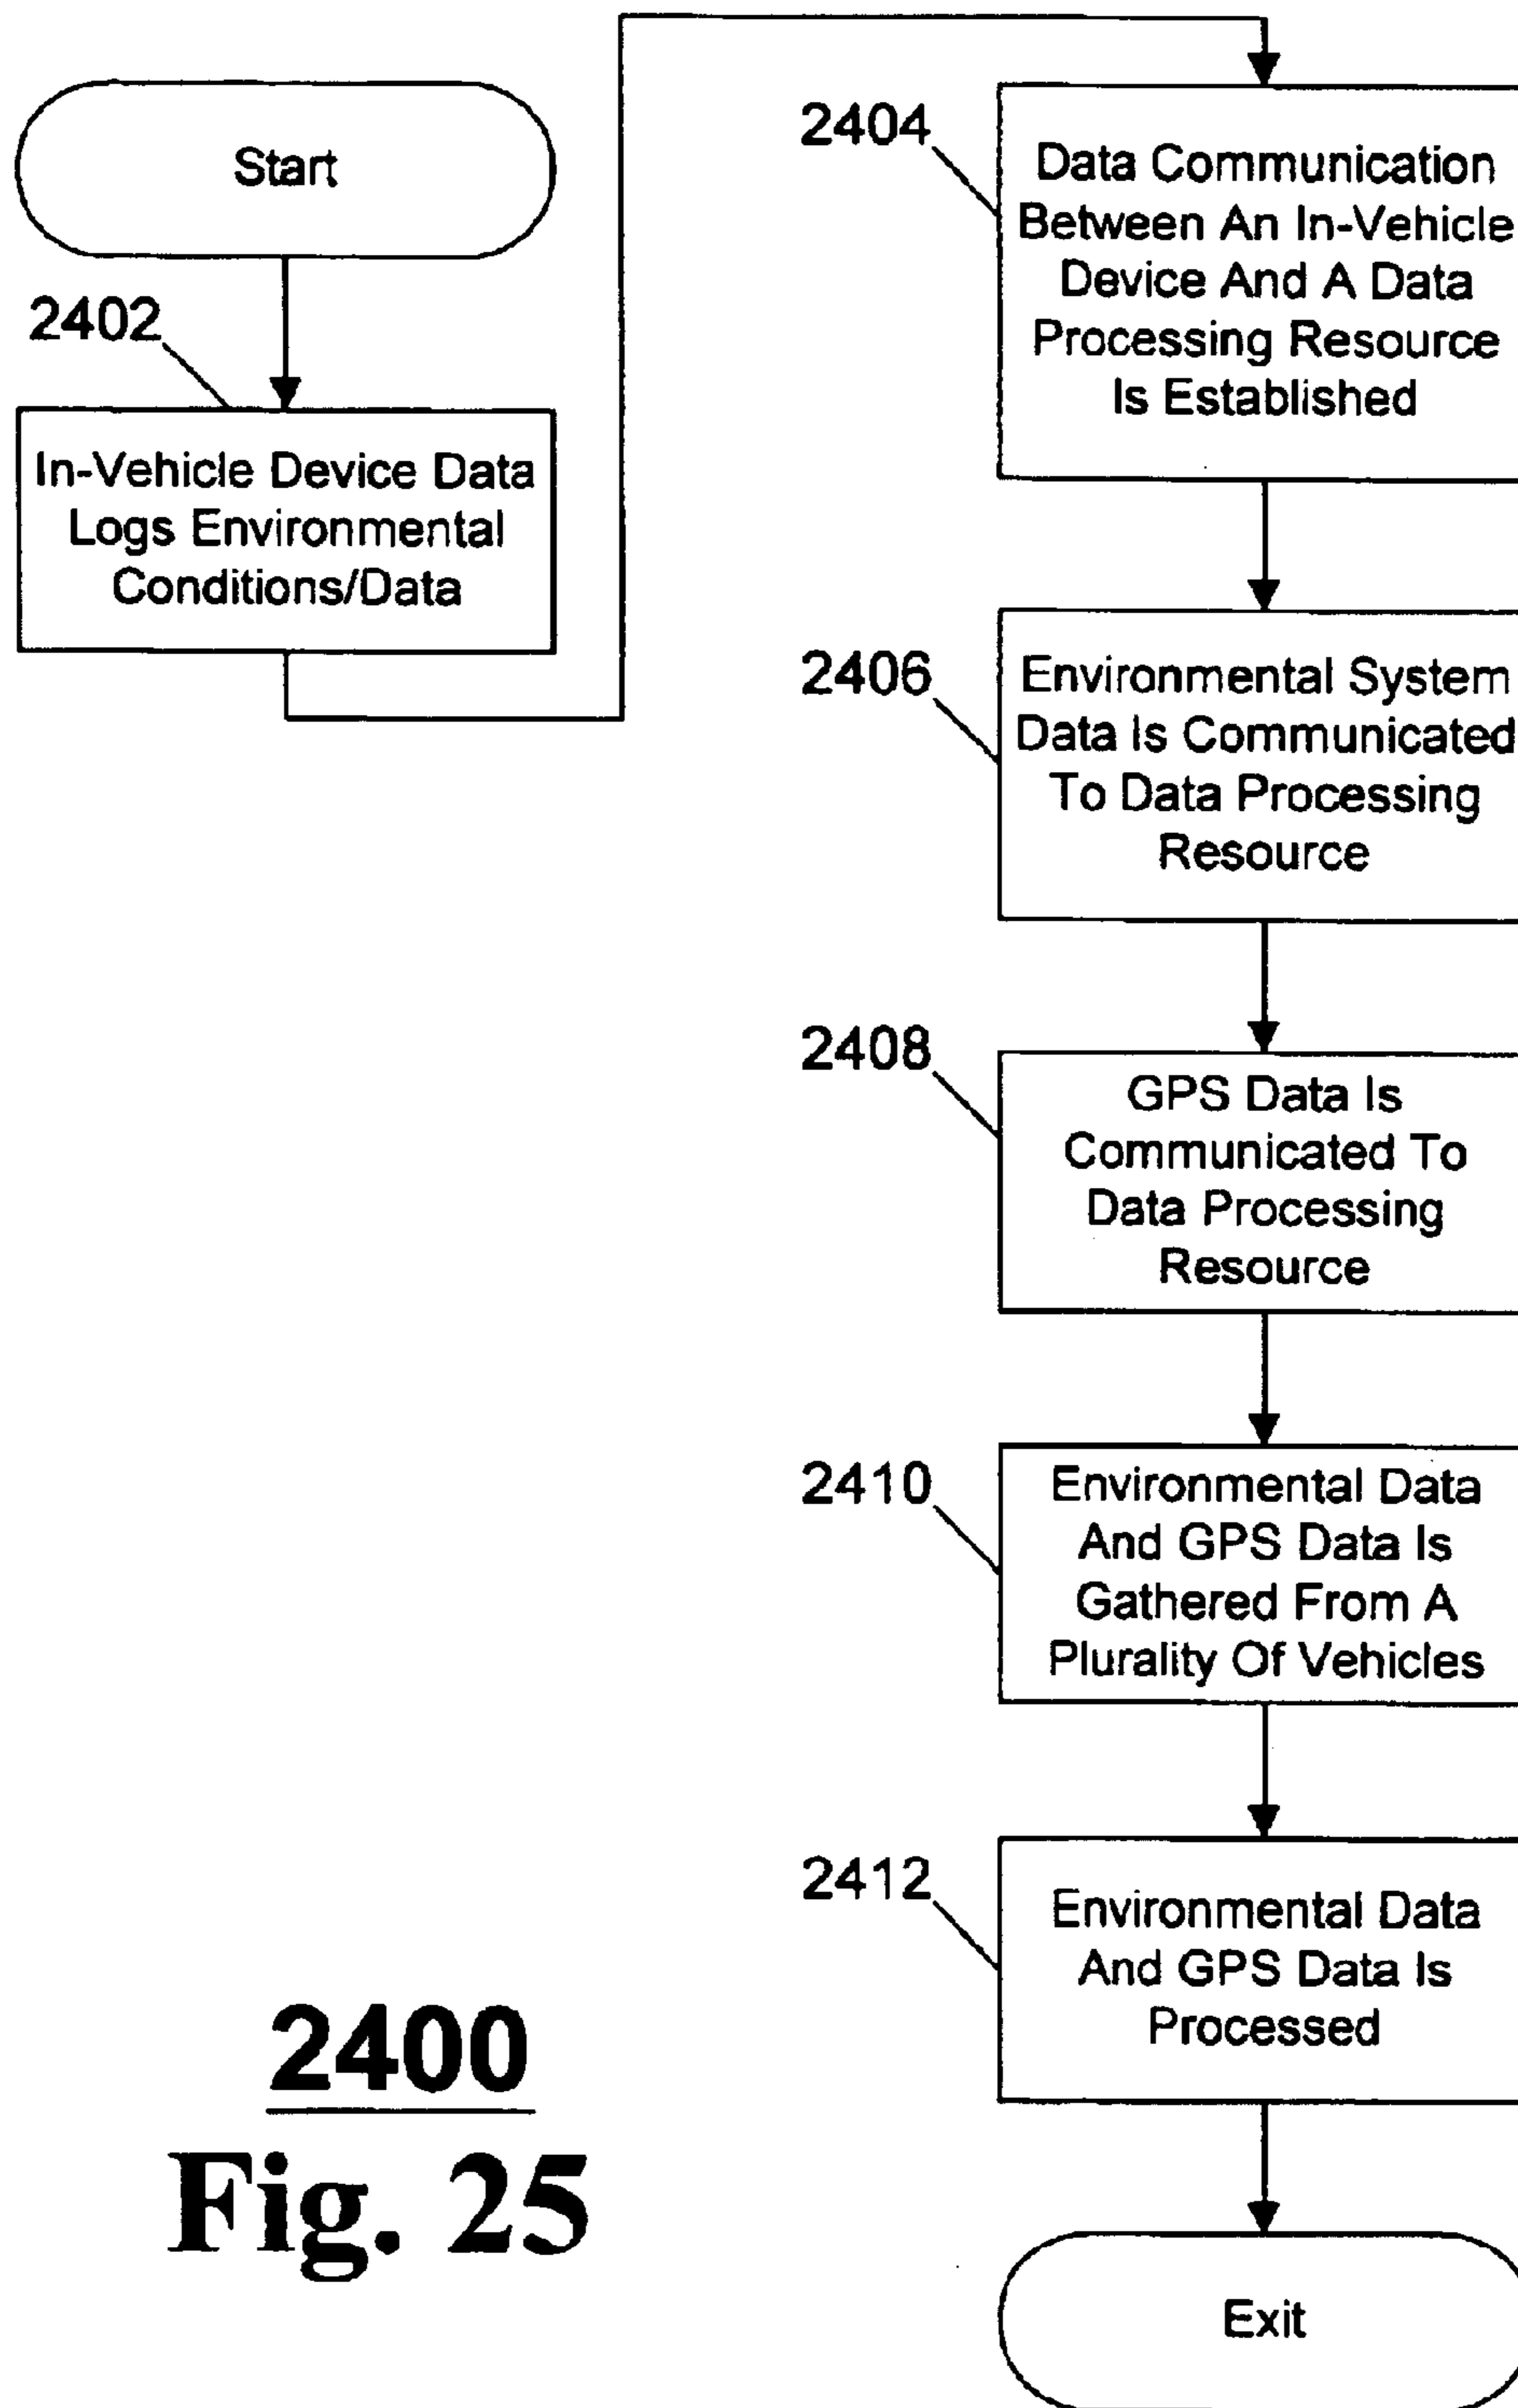 Start
2402
In-Vehicle Device Data
Logs Environmental
Conditions/Data
2404
Data Communication
Between An In-Vehicle
Device And A Data
Processing Resource
Is Established
2406
Environmental System
Data Is Communicated
To Data Processing
Resource
2408
GPS Data Is
Communicated To
Data Processing
Resource
2410
Environmental Data
And GPS Data Is
Gathered From A
Plurality Of Vehicles
2412
Environmental Data
And GPS Data Is
Processed
Exit
2400
Fig. 25